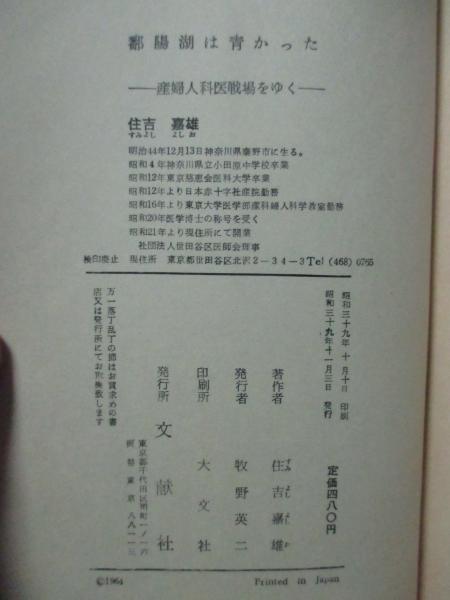 鄱陽湖は青かった
——産婦人科医戦場をゆく——
住吉 嘉雄
すみよし よしお
明治44年12月13日神奈川県秦野市に生る。
昭和4年神奈川県立小田原中学校卒業
昭和12年東京慈恵会医科大学卒業
昭和12年より日本赤十字社産院勤務
昭和16年より東京大学医学部産科婦人科学教室勤務
昭和20年医学博士の称号を受く
昭和21年より現住所にて開業
社団法人世田谷区医師会理事
検印廃止 現住所 東京都世田谷区北沢2-34-3 Tel (468) 0765
昭和三十九年十月十日 印刷
昭和三十九年十一月三日 発行
定価四八〇円
著作者 住吉嘉雄
すみ よし よし お
発行者 牧野英二
印刷所 大文社
発行所 文献社
東京都千代田区
振替東京
万一落丁乱丁の節はお買求めの書
店又は発行所にてお取換致します
©1964
Printed in Japan